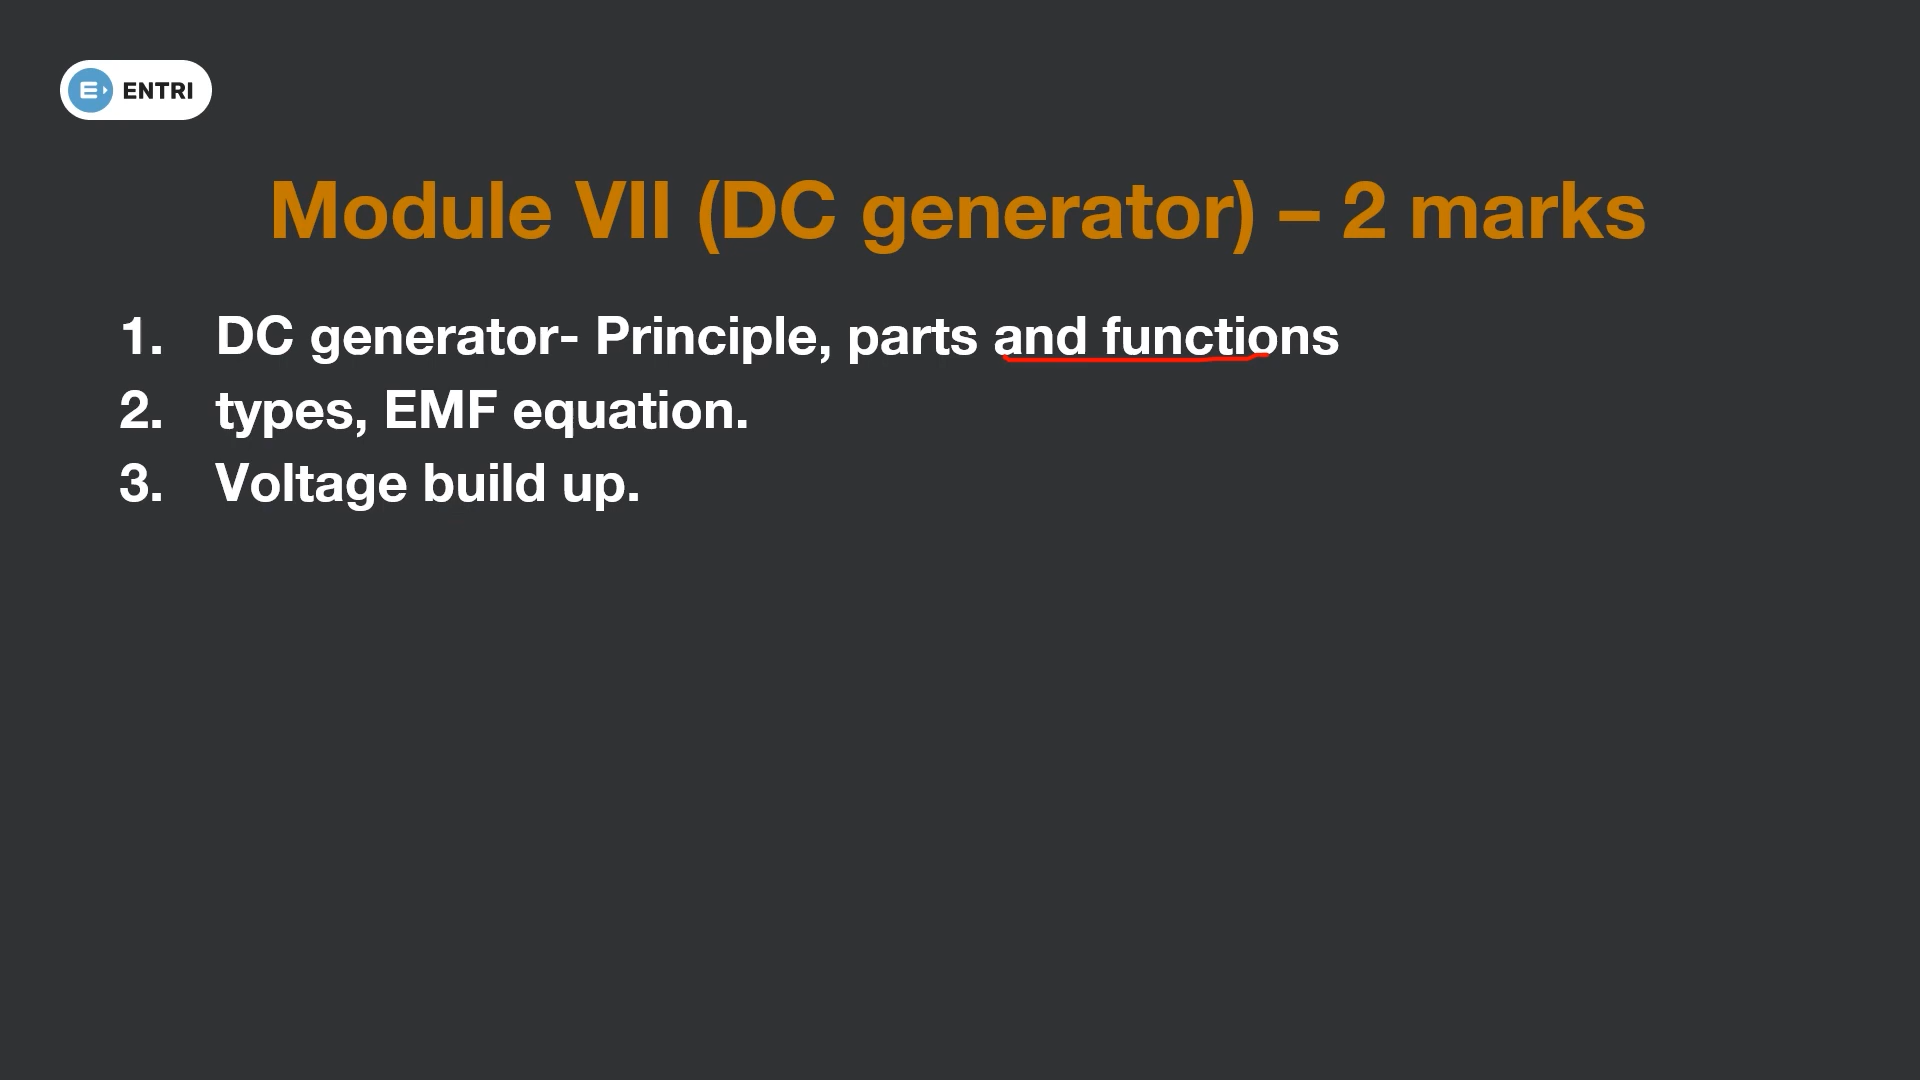 ENTRI
Module VII (DC generator) – 2 marks
1. DC generator- Principle, parts and functions
2. types, EMF equation.
3. Voltage build up.